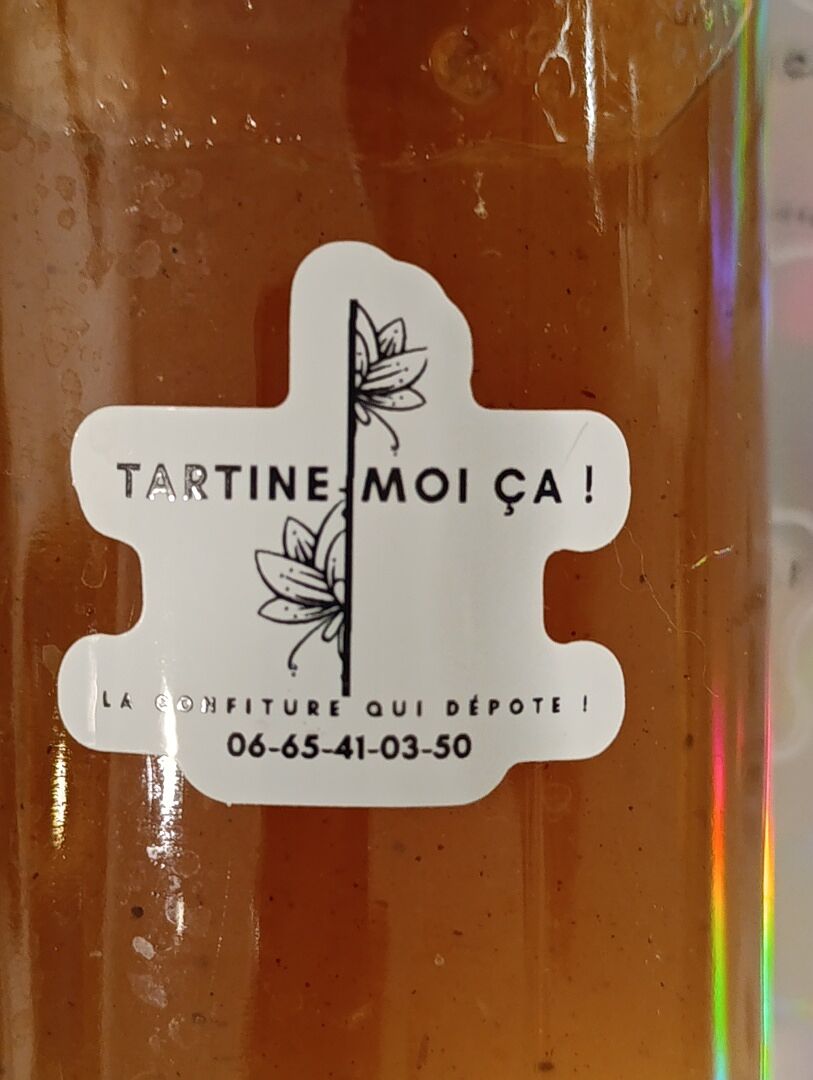 TARTINE MOI ÇA !
LA CONFITURE QUI DÉPOTE !
06-65-41-03-50